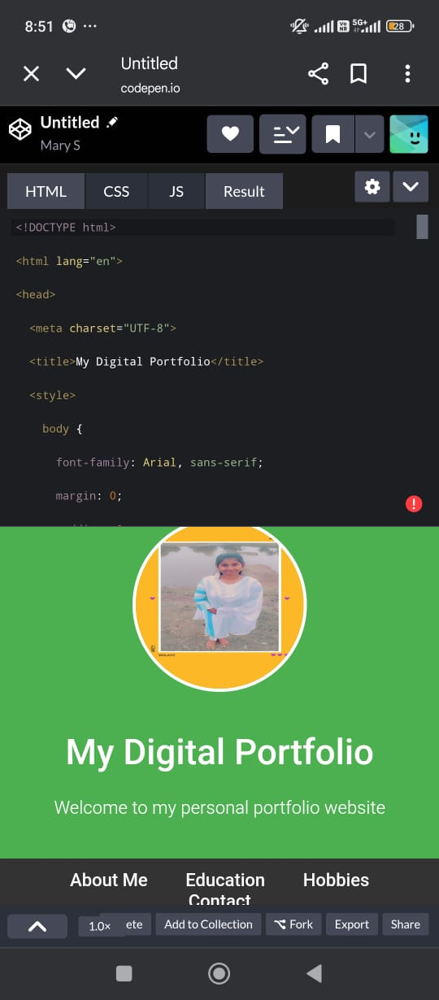 8:51 ... Vo NR 5G+ 28
Untitled
codepen.io
Untitled
Mary S
HTML CSS JS Result
<!DOCTYPE html>
<html lang="en">
<head>
<meta charset="UTF-8">
<title>My Digital Portfolio</title>
<style>
body {
font-family: Arial, sans-serif;
margin: 0;
My Digital Portfolio
Welcome to my personal portfolio website
About Me Education Hobbies
Contact
1.0× ete Add to Collection Fork Export Share